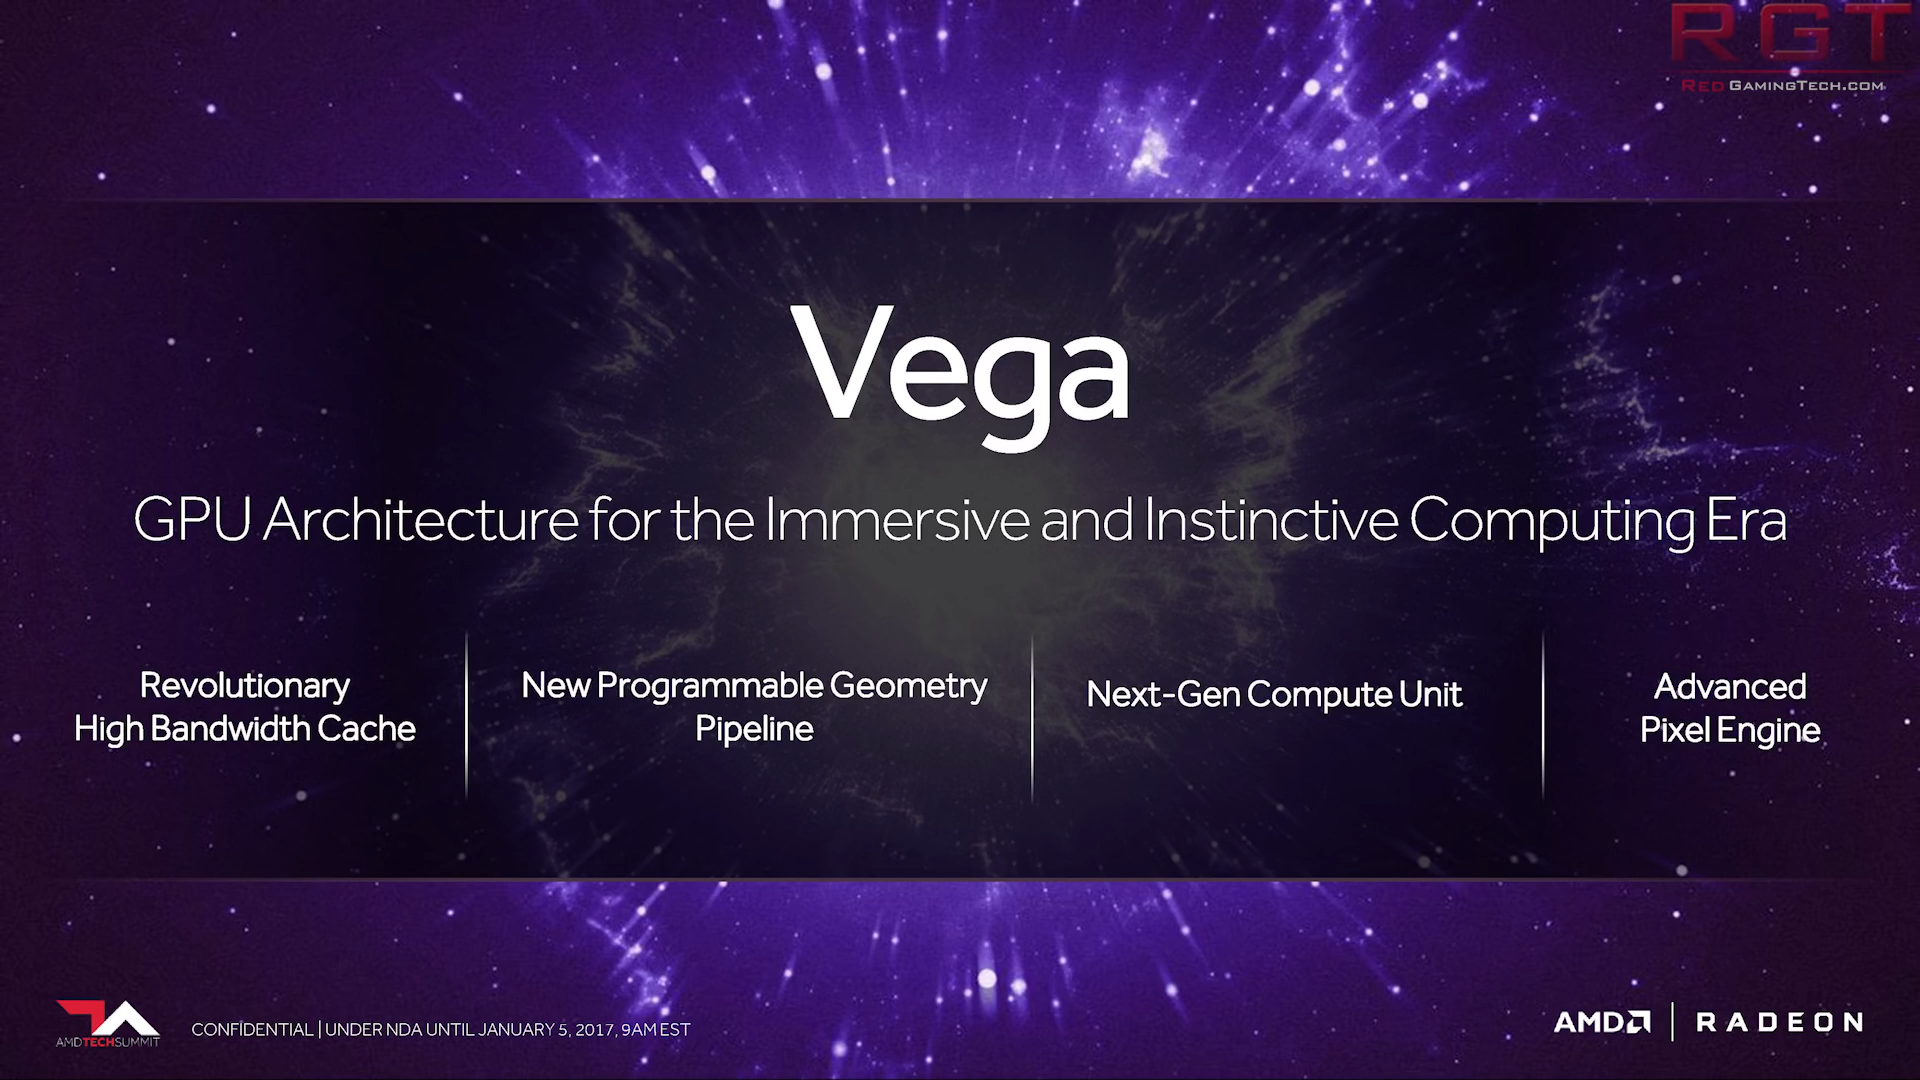 RGT
REDGAMINGTECH.COM
Vega
GPU Architecture for the Immersive and Instinctive Computing Era
Revolutionary
High Bandwidth Cache
New Programmable Geometry
Pipeline
Next-Gen Compute Unit
Advanced
Pixel Engine
AMDTECHSUMMIT
CONFIDENTIAL | UNDER NDA UNTIL JANUARY 5, 2017, 9AM EST
AMD | RADEON